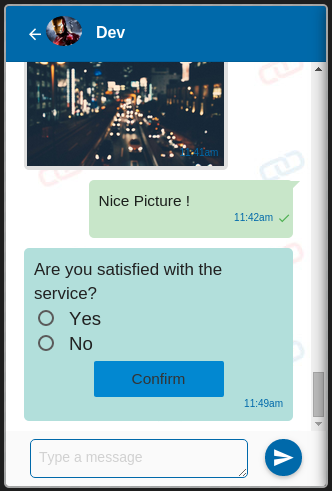 Dev
11:41am
Nice Picture !
11:42am
Are you satisfied with the
service?
Yes
No
Confirm
11:49am
Type a message